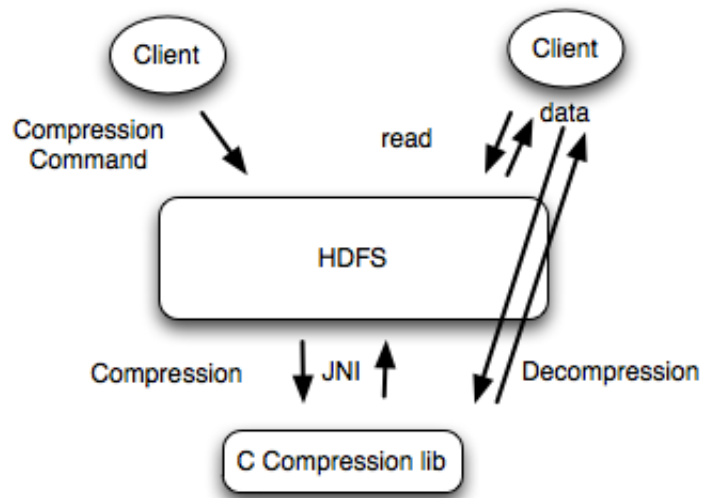 Client
Client
Compression
Command
read
data
HDFS
Compression
JNI
Decompression
C Compression lib